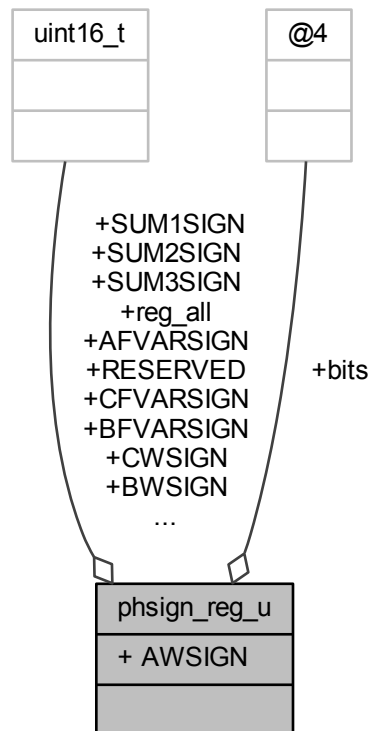 uint16_t
@4
+SUM1SIGN
+SUM2SIGN
+SUM3SIGN
+reg_all
+AFVARSIGN
+RESERVED
+CFVARSIGN
+BFVARSIGN
+CWSIGN
+BWSIGN
...
+bits
phsign_reg_u
+ AWSIGN